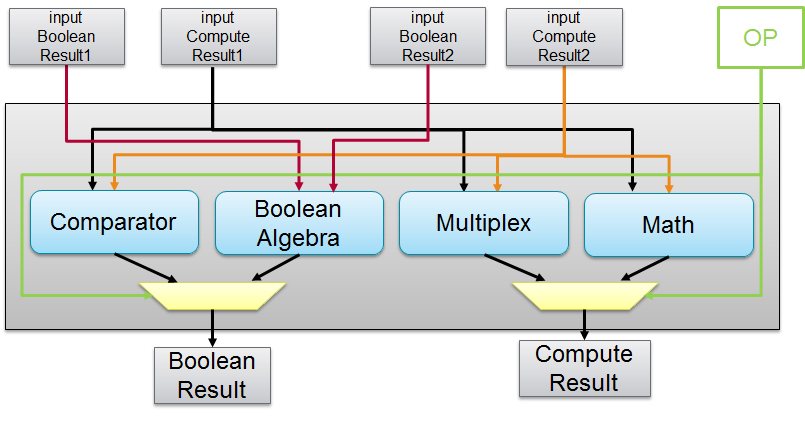 input
Boolean
Result1
input
Compute
Result1
input
Boolean
Result2
input
Compute
Result2
OP
Comparator
Boolean
Algebra
Multiplex
Math
Boolean
Result
Compute
Result